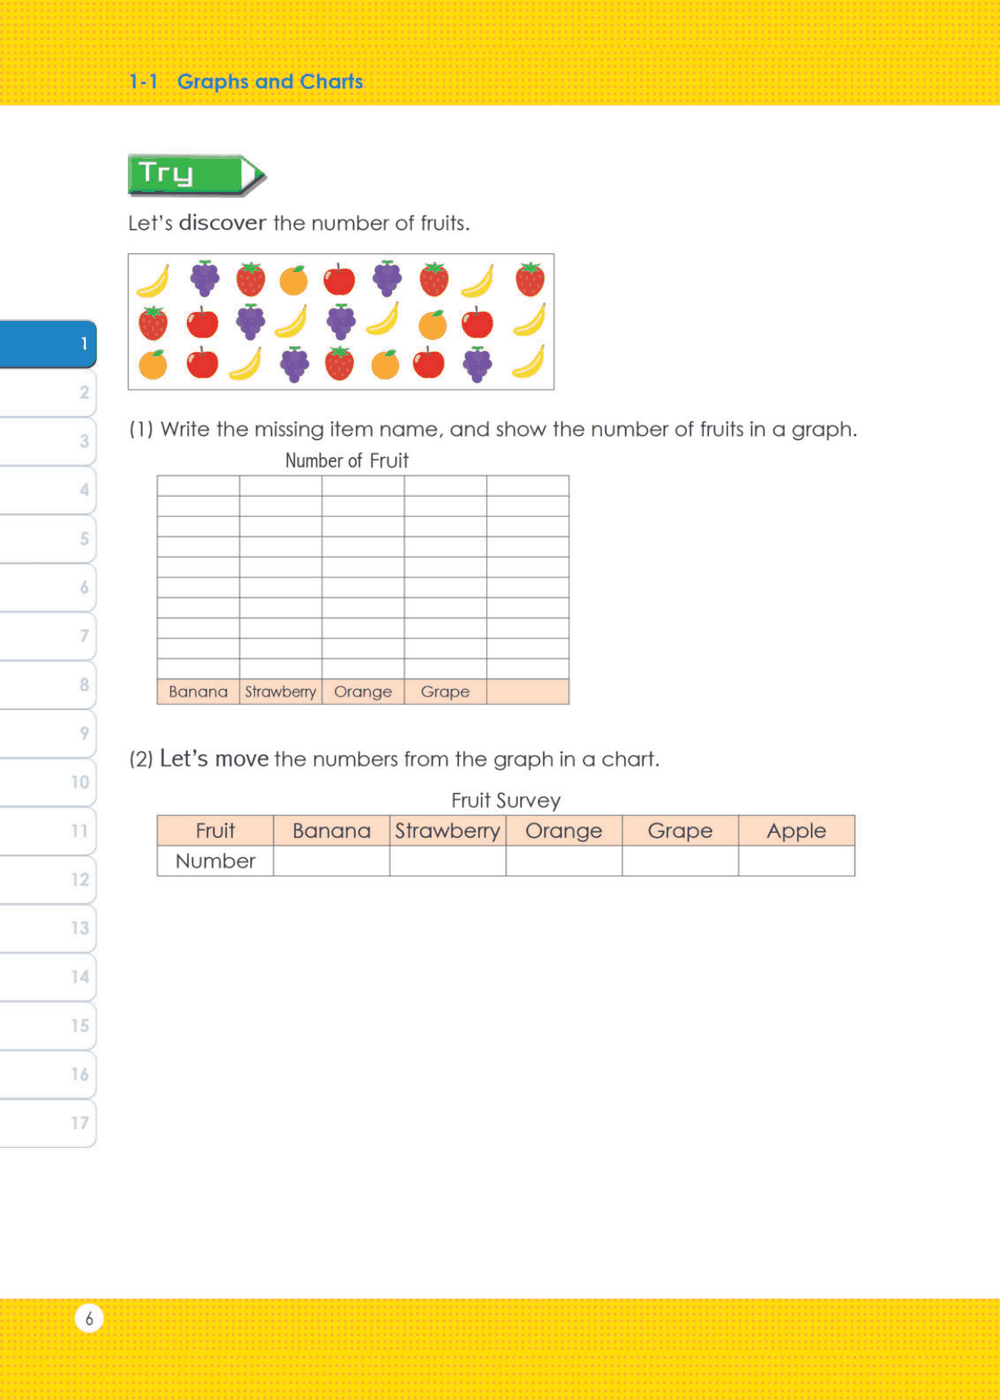 1-1 Graphs and Charts
Try
Let's discover the number of fruits.
1
2
3
4
5
6
7
8
9
10
11
12
13
14
15
16
17
(1) Write the missing item name, and show the number of fruits in a graph.
Number of Fruit
Banana Strawberry Orange Grape
(2) Let's move the numbers from the graph in a chart.
Fruit Survey
Fruit Banana Strawberry Orange Grape Apple
Number
6